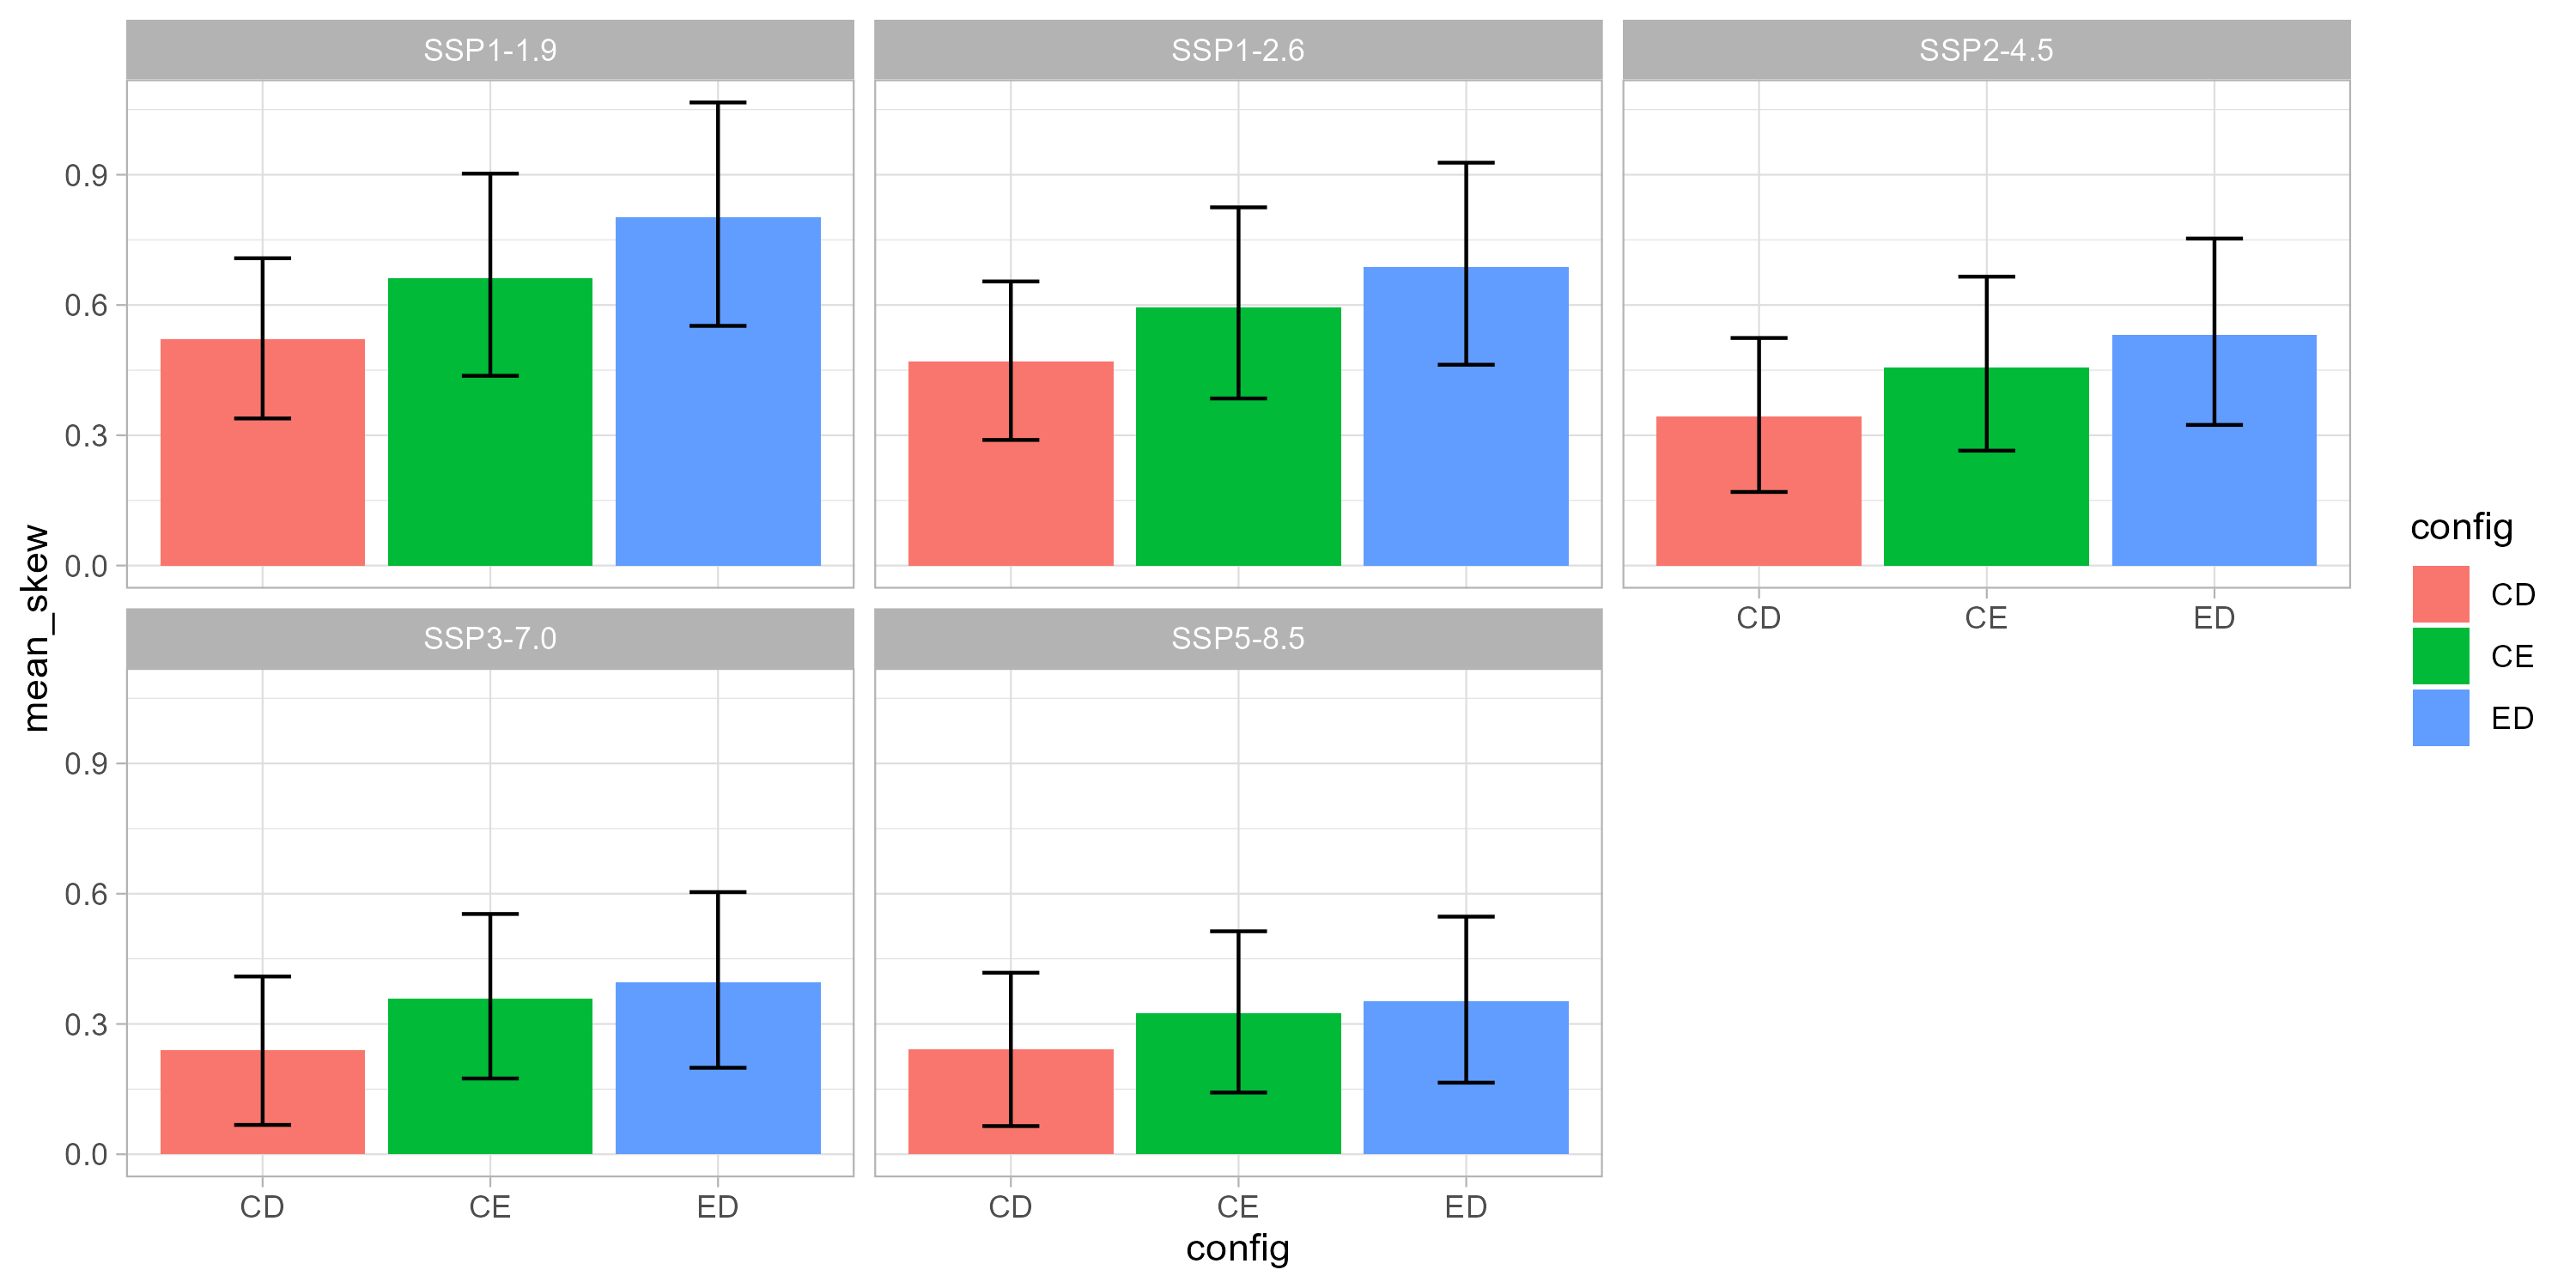 SSP1-1.9
SSP1-2.6
SSP2-4.5
0.9
0.6
0.3
0.0
CD
CE
ED
SSP3-7.0
SSP5-8.5
0.9
0.6
0.3
0.0
CD
CE
ED
CD
CE
ED
config
mean_skew
config
CD
CE
ED